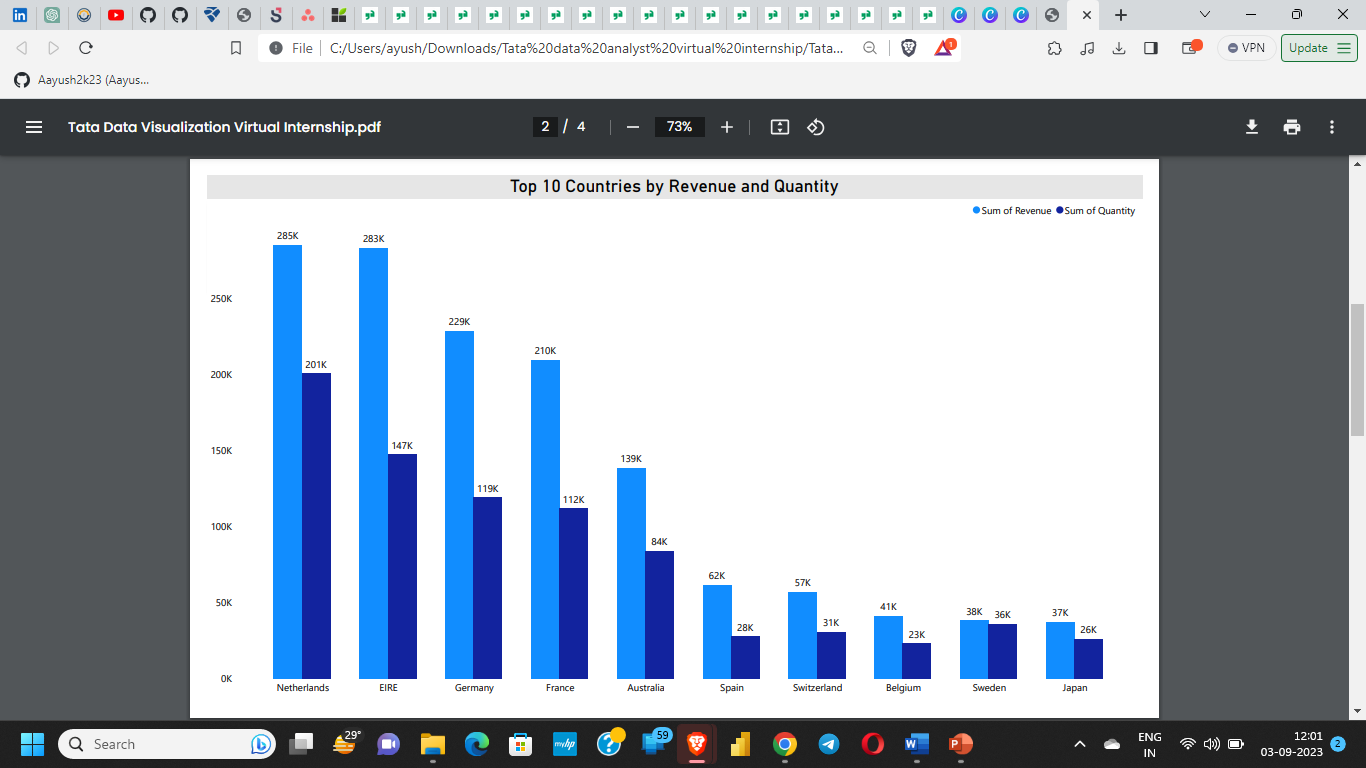 File
C:/Users/ayush/Downloads/Tata%20data%20analyst%20virtual%20internship/Tata...
1
VPN
Update
Aayush2k23 (Aayus...
Tata Data Visualization Virtual Internship.pdf
2 / 4
73%
Top 10 Countries by Revenue and Quantity
Sum of Revenue Sum of Quantity
285K
283K
250K
229K
210K
201K
200K
147K
150K
139K
119K
112K
100K
84K
62K
57K
50K
41K
38K
36K
37K
28K
31K
23K
26K
0K
Netherlands EIRE Germany France Australia Spain Switzerland Belgium Sweden Japan
Search
29°
myhp
59
ENG
IN
12:01
03-09-2023
2